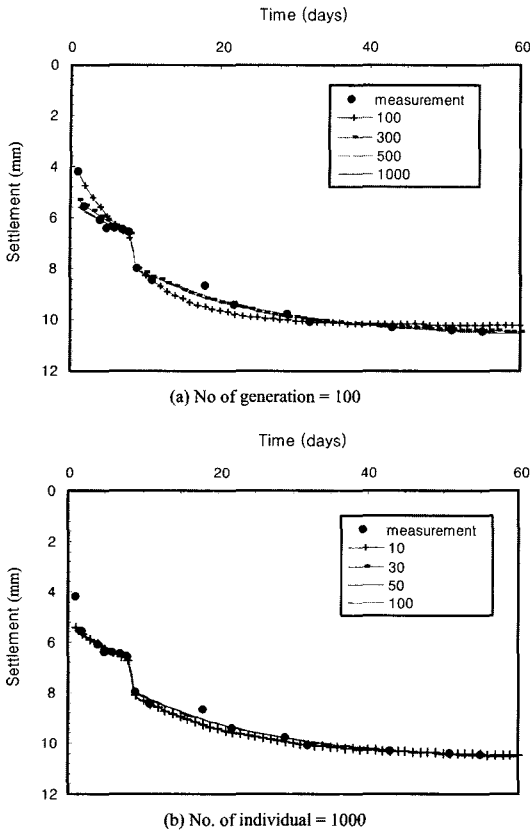 Time (days)
0 20 40 60
0
2
4
6
8
10
12
Settlement (mm)
measurement
100
300
500
1000
(a) No of generation = 100
Time (days)
0 20 40 60
0
2
4
6
8
10
12
Settlement (mm)
measurement
10
30
50
100
(b) No. of individual = 1000